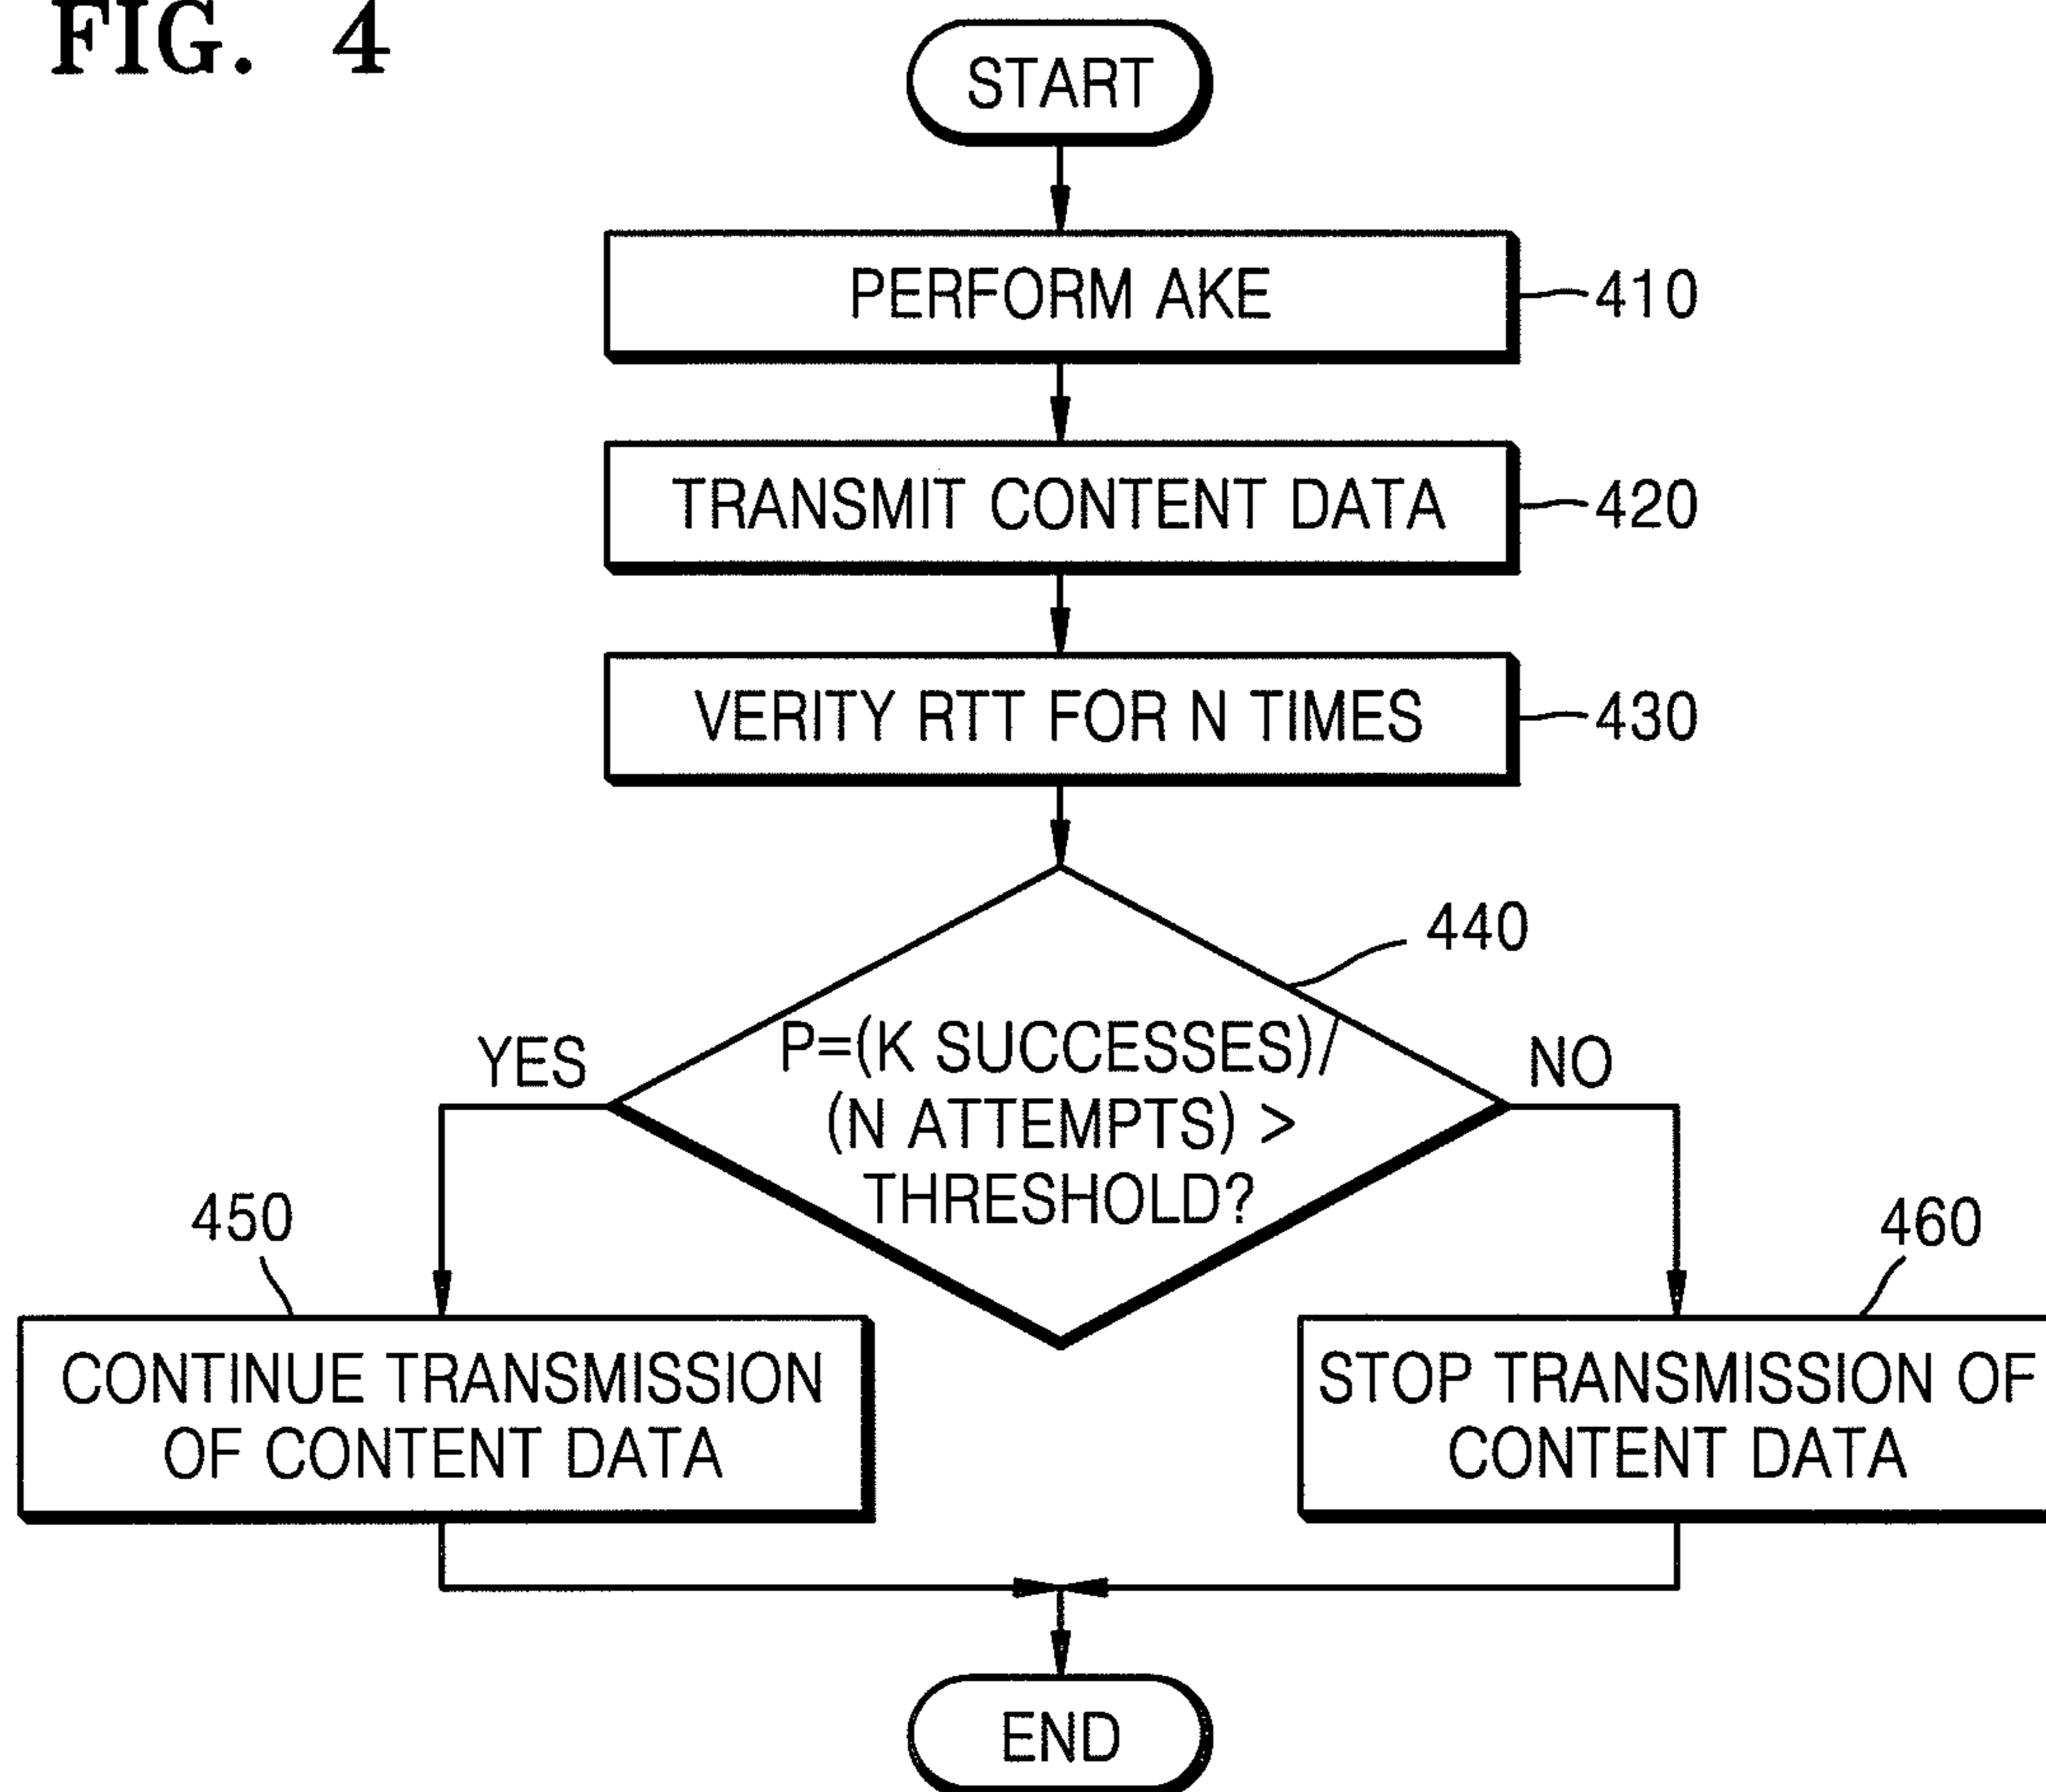 FIG. 4
START
PERFORM AKE
410
TRANSMIT CONTENT DATA
420
VERITY RTT FOR N TIMES
430
440
P=(K SUCCESSES)/
(N ATTEMPTS) >
THRESHOLD?
YES
NO
450
CONTINUE TRANSMISSION
OF CONTENT DATA
460
STOP TRANSMISSION OF
CONTENT DATA
END